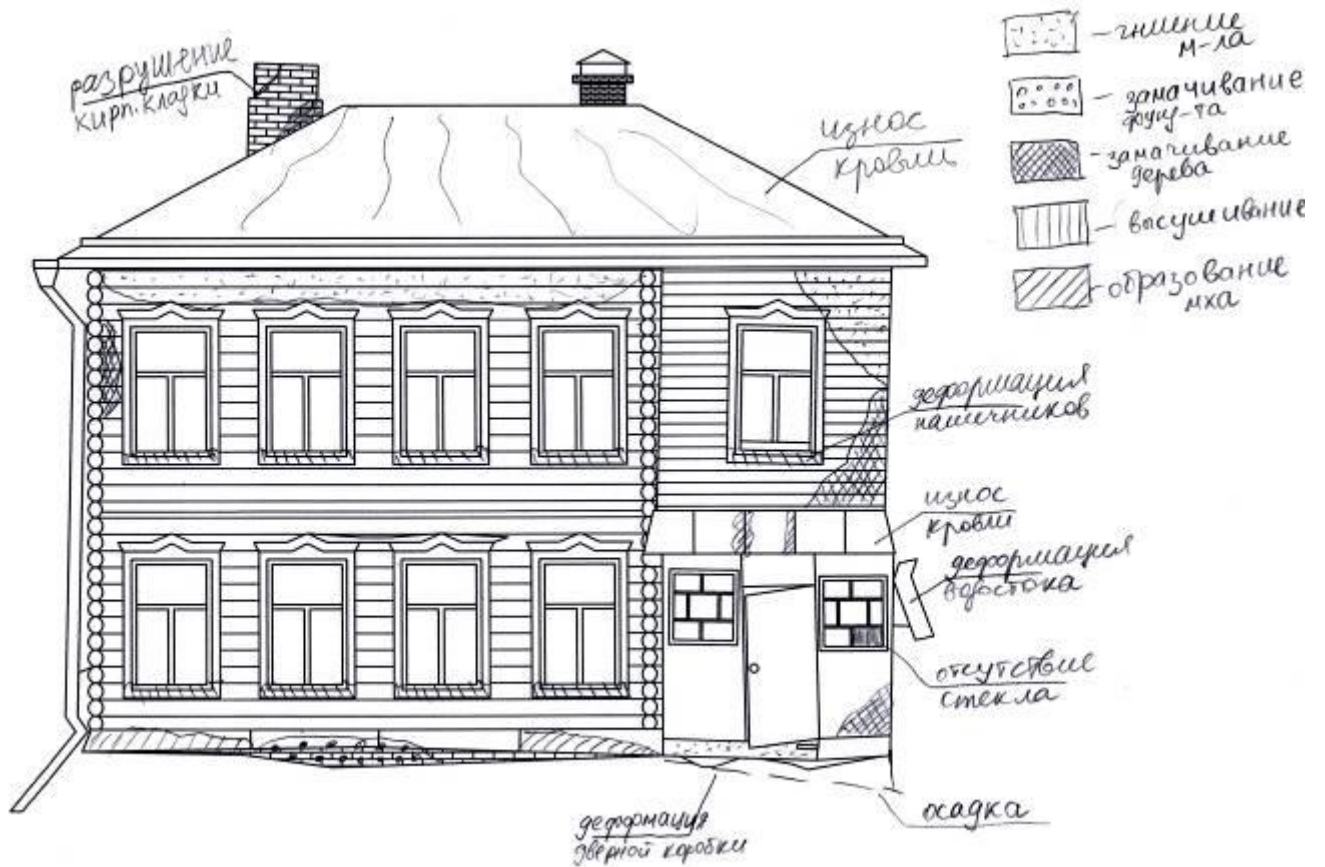 разрушение
кирп. кладки
износ
кровли
- гниение
м-ла
- замачивание
фунд-та
- замачивание
дерева
- высушивание
- образование
мха
деформация
наличников
износ
кровли
деформация
водостока
отсутствие
стекла
осадка
деформация
дверной коробки